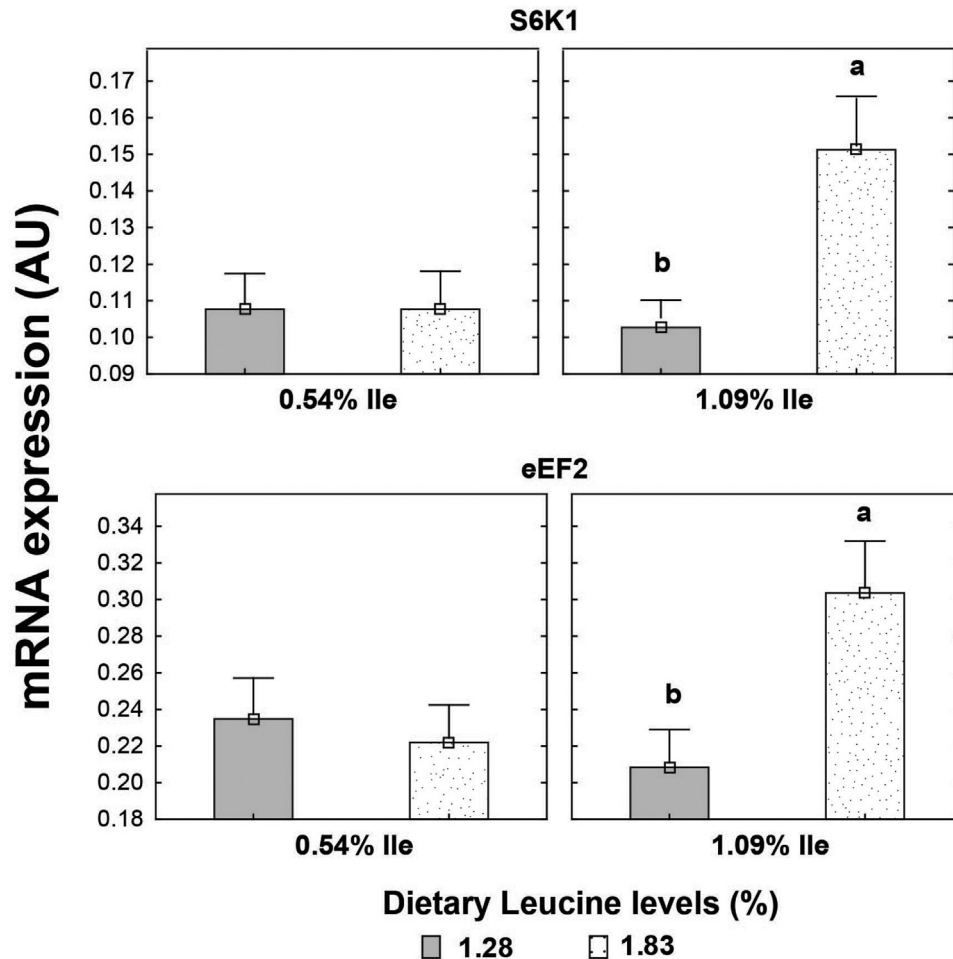 S6K1
mRNA expression (AU)
0.17
0.16
0.15
0.14
0.13
0.12
0.11
0.10
0.09
a
b
0.54% Ile
1.09% Ile
eEF2
0.34
0.32
0.30
0.28
0.26
0.24
0.22
0.20
0.18
a
b
0.54% Ile
1.09% Ile
Dietary Leucine levels (%)
1.28 1.83